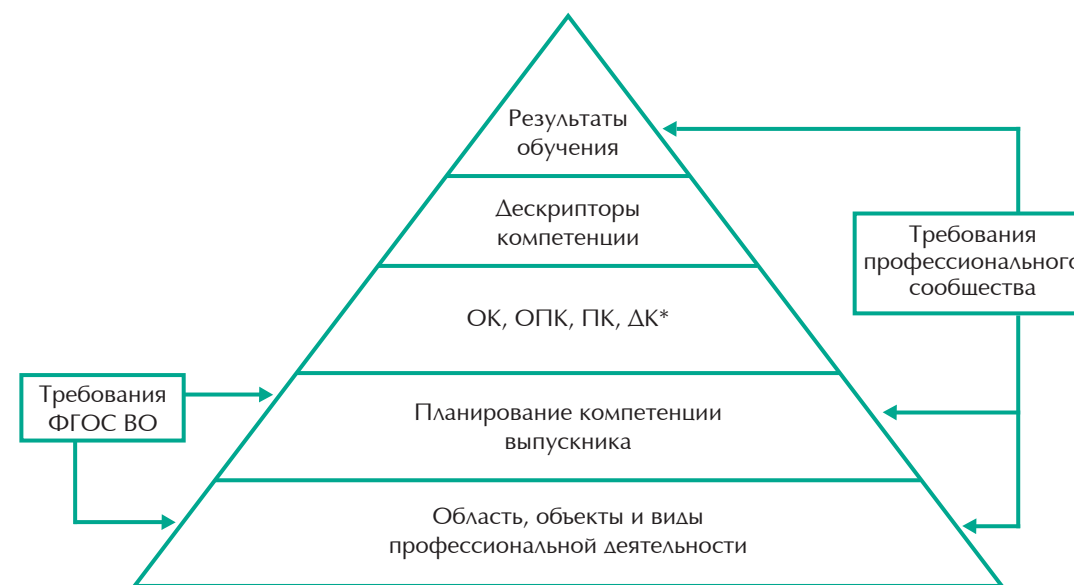 Результаты
обучения
Дескрипторы
компетенции
Требования
профессионального
сообщества
ОК, ОПК, ПК, ДК*
Требования
ФГОС ВО
Планирование компетенции
выпускника
Область, объекты и виды
профессиональной деятельности